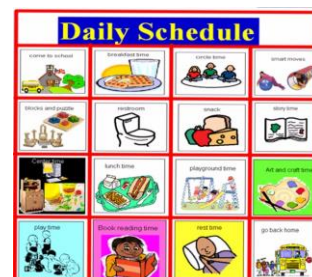 Daily Schedule
come to school
breakfast time
circle time
smart moves
blocks and puzzle
restroom
snack
story time
Center time
lunch time
playground time
Art and craft time
play time
Book reading time
rest time
go back home